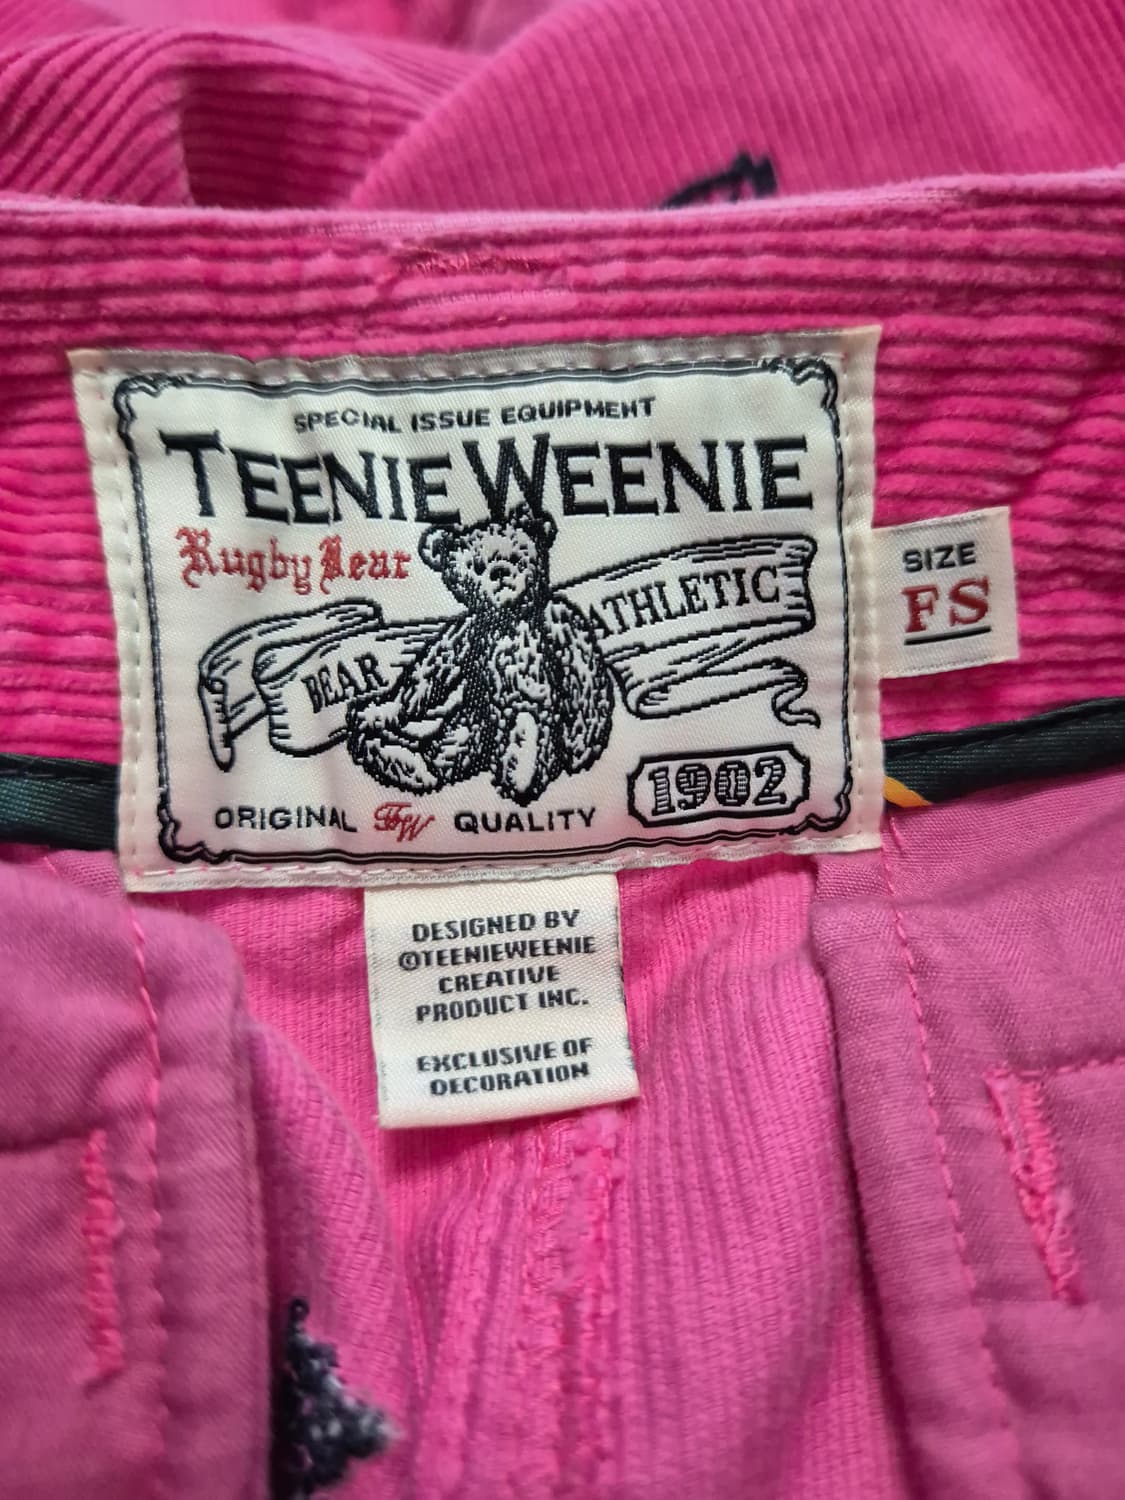 SPECIAL ISSUE EQUIPMENT
TEENIE WEENIE
Rugby Bear
BEAR ATHLETIC
1902
ORIGINAL TW QUALITY
SIZE
FS
DESIGNED BY
©TEENIEWEENIE
CREATIVE
PRODUCT INC.
EXCLUSIVE OF
DECORATION